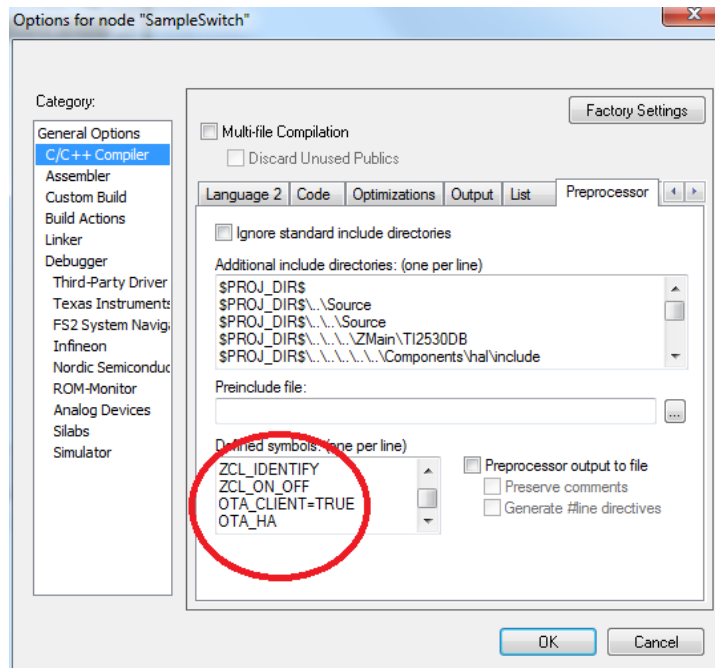 Options for node "SampleSwitch"
x
Category:
General Options
C/C++ Compiler
Assembler
Custom Build
Build Actions
Linker
Debugger
Third-Party Driver
Texas Instruments
FS2 System Naviga
Infineon
Nordic Semiconduc
ROM-Monitor
Analog Devices
Silabs
Simulator
Factory Settings
Multi-file Compilation
Discard Unused Publics
Language 2 Code Optimizations Output List Preprocessor
Ignore standard include directories
Additional include directories: (one per line)
$PROJ_DIR$
$PROJ_DIR$\..\Source
$PROJ_DIR$\..\..\Source
$PROJ_DIR$\..\..\..\ZMain\TI2530DB
$PROJ_DIR$\..\..\..\..\..\..\Components\hal\include
Preinclude file:
...
Defined symbols: (one per line)
ZCL_IDENTIFY
ZCL_ON_OFF
OTA_CLIENT=TRUE
OTA_HA
Preprocessor output to file
Preserve comments
Generate #line directives
OK Cancel